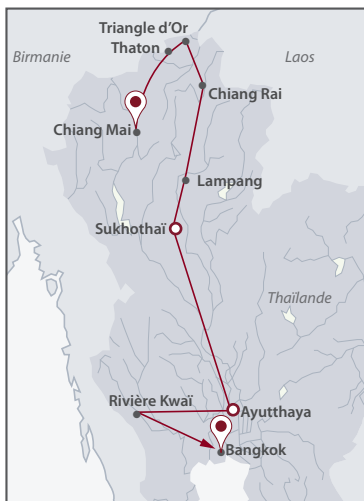 Triangle d'Or
Birmanie
Laos
Thaton
Chiang Rai
Chiang Mai
Lampang
Sukhothaï
Thaïlande
Rivière Kwaï
Ayutthaya
Bangkok